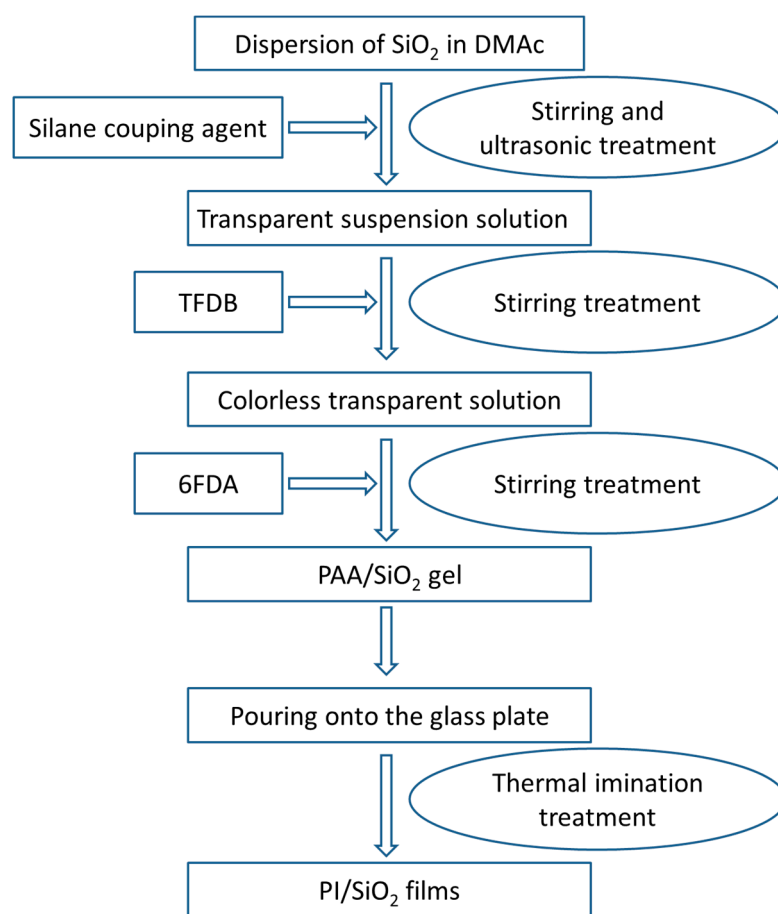 Dispersion of SiO₂ in DMAc
Silane couping agent
Stirring and
ultrasonic treatment
Transparent suspension solution
TFDB
Stirring treatment
Colorless transparent solution
6FDA
Stirring treatment
PAA/SiO₂ gel
Pouring onto the glass plate
Thermal imination
treatment
PI/SiO₂ films